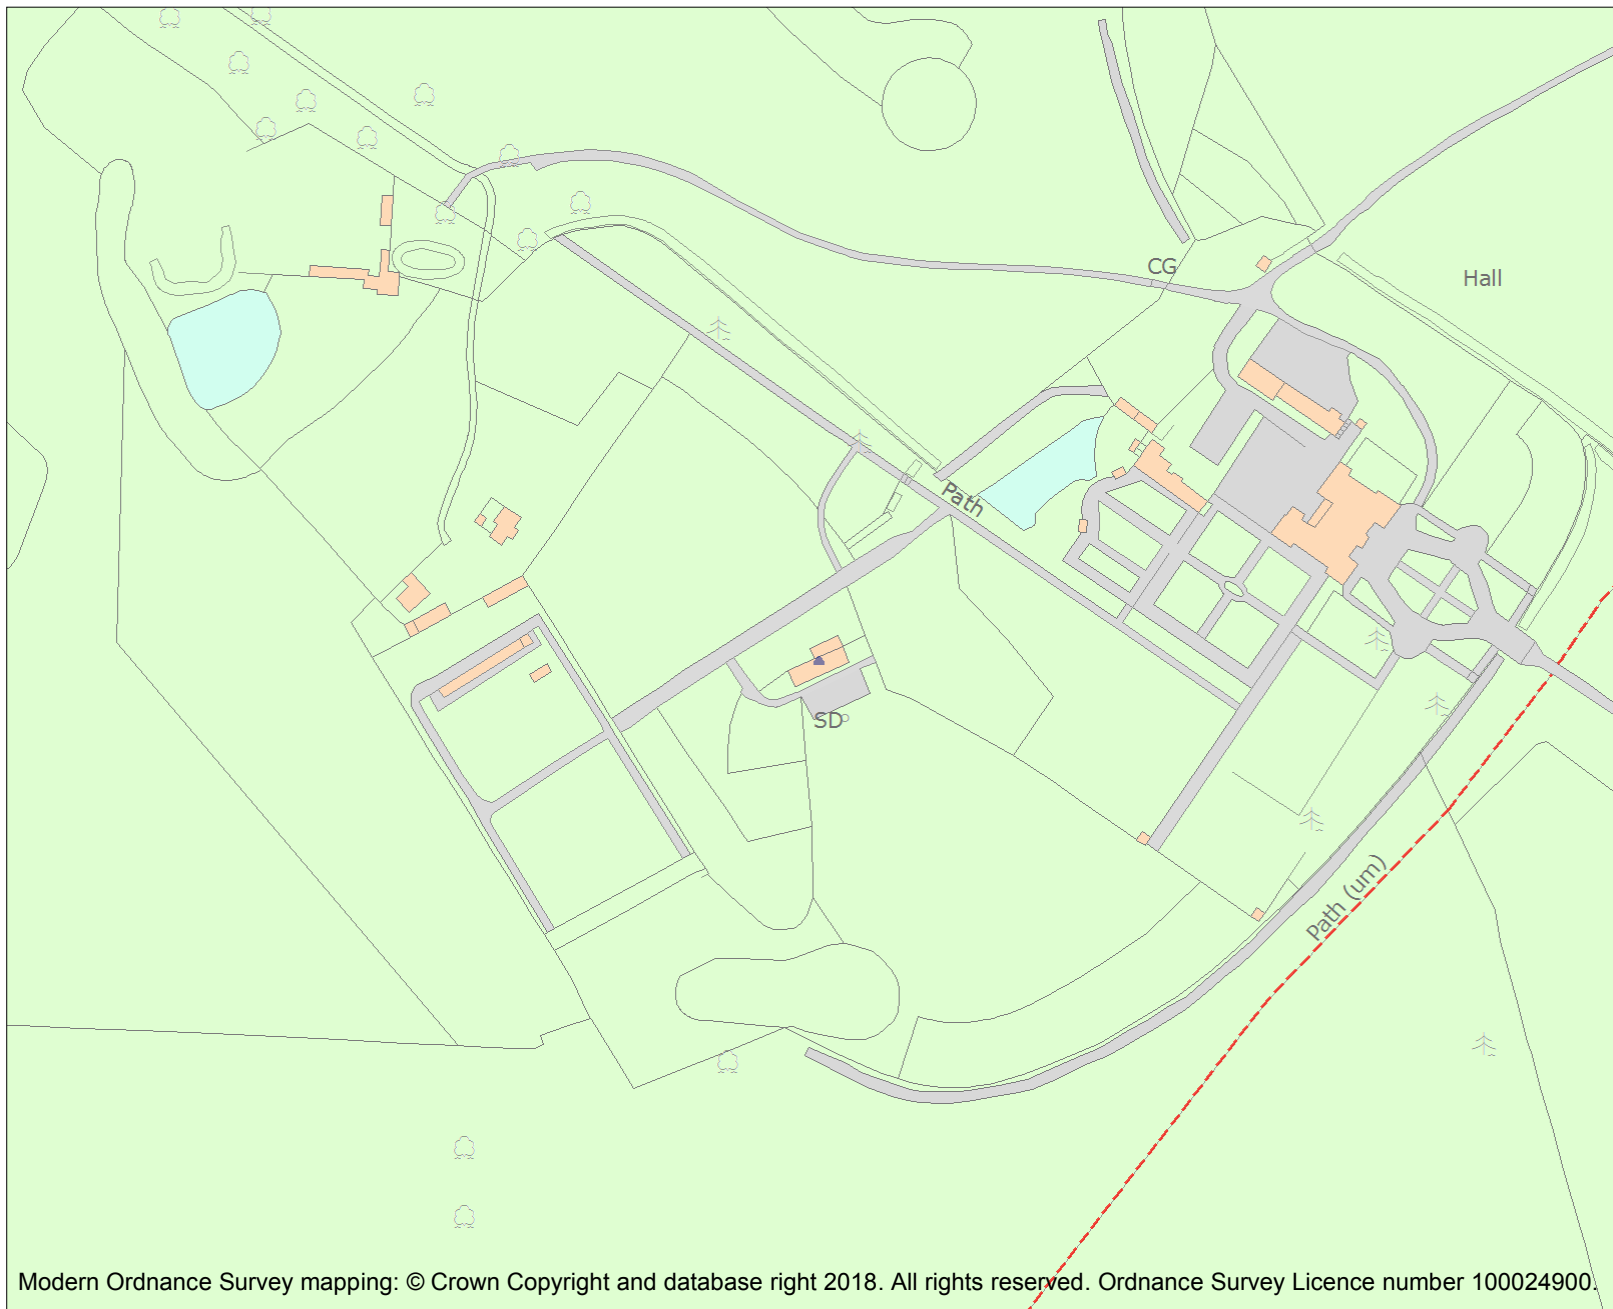 CG
Hall
Path
SD
Path (um)
Modern Ordnance Survey mapping: © Crown Copyright and database right 2018. All rights reserved. Ordnance Survey Licence number 100024900.